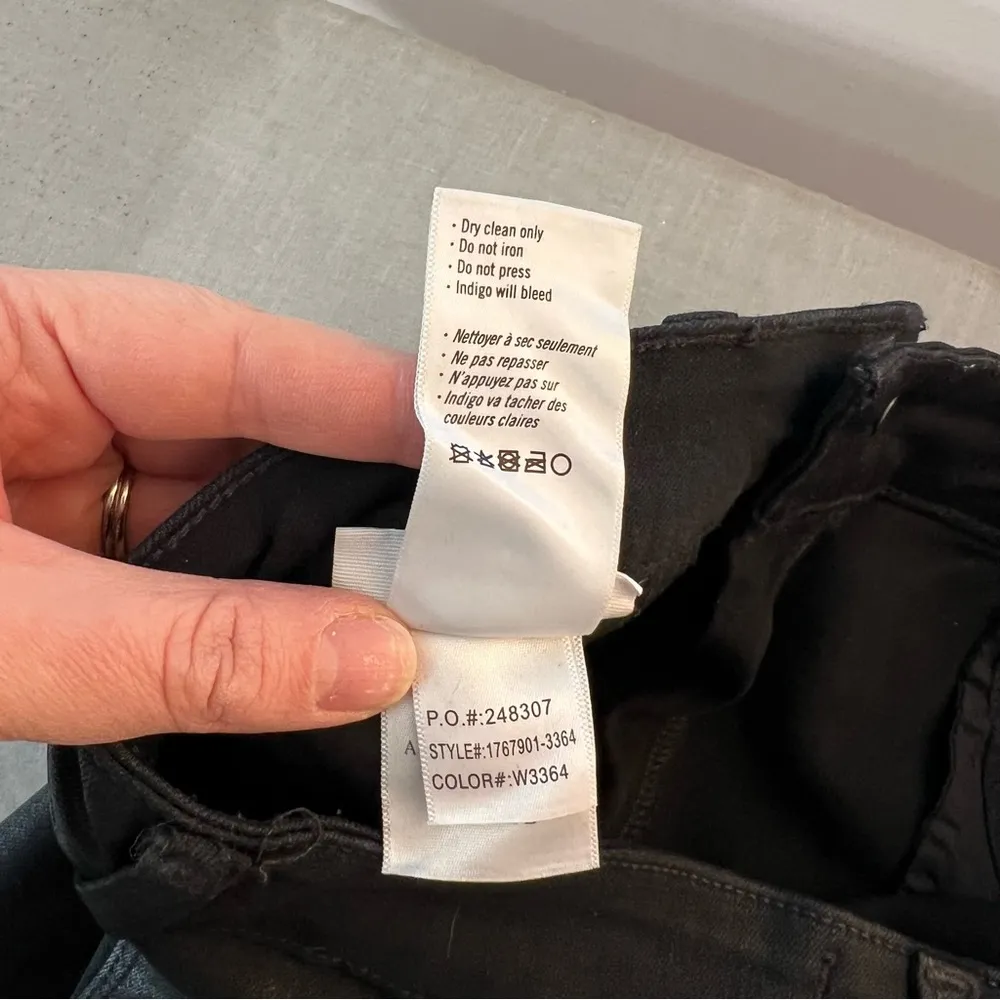 · Dry clean only
· Do not iron
· Do not press
· Indigo will bleed
· Nettoyer à sec seulement
· Ne pas repasser
· N'appuyez pas sur
· Indigo va tacher des
couleurs claires
P.O.#:248307
A
STYLE#:1767901-3364
COLOR#:W3364